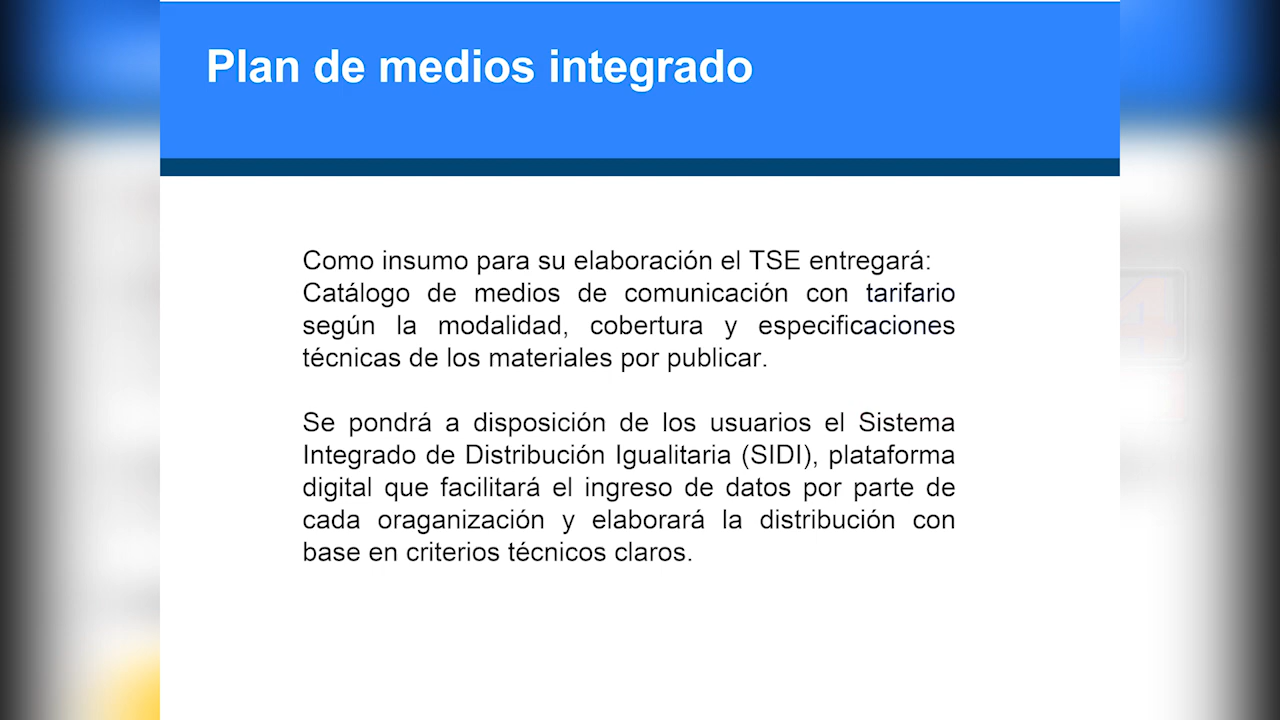 Plan de medios integrado
Como insumo para su elaboración el TSE entregará:
Catálogo de medios de comunicación con tarifario
según la modalidad, cobertura y especificaciones
técnicas de los materiales por publicar.
Se pondrá a disposición de los usuarios el Sistema
Integrado de Distribución Igualitaria (SIDI), plataforma
digital que facilitará el ingreso de datos por parte de
cada oraganización y elaborará la distribución con
base en criterios técnicos claros.